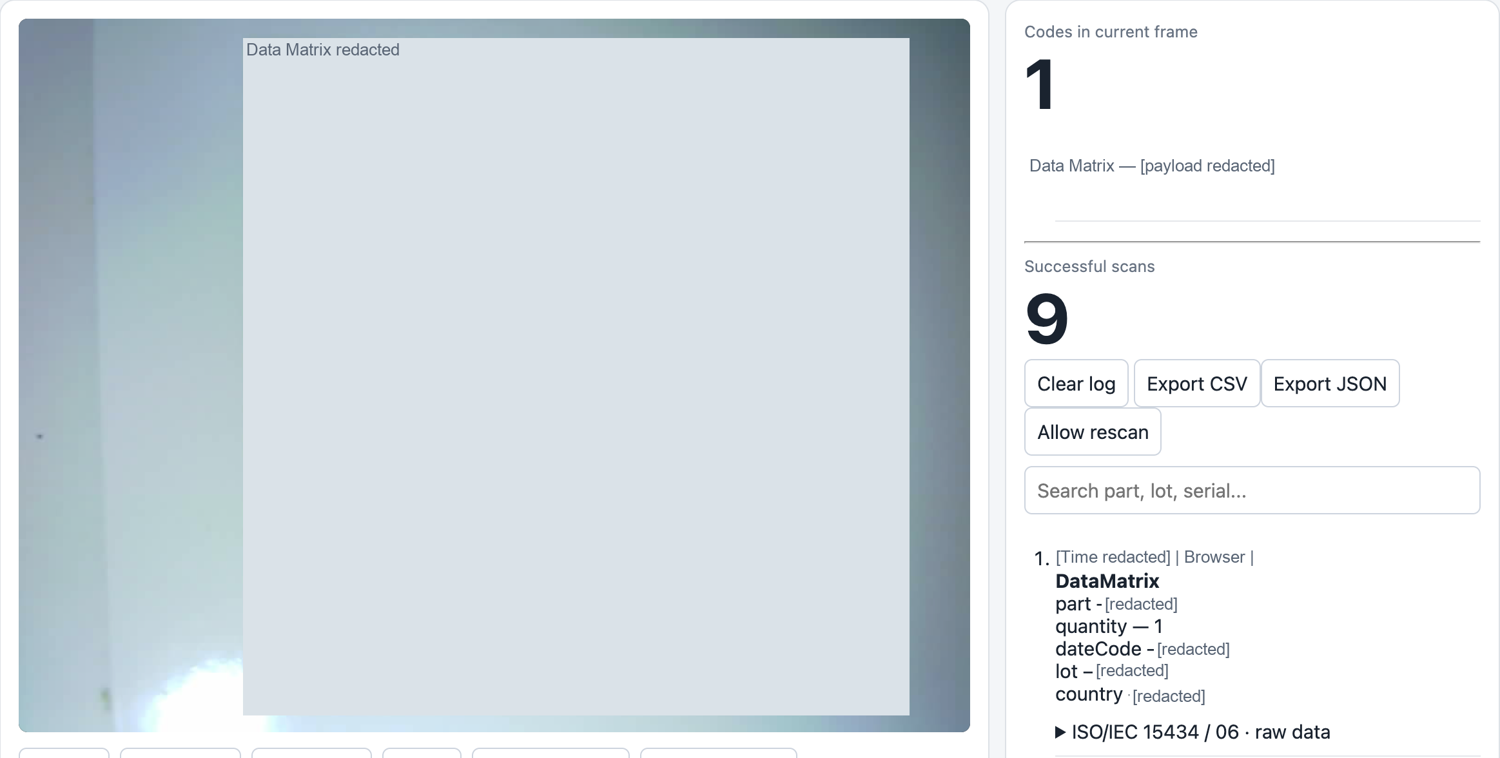 Data Matrix redacted
Codes in current frame
1
Data Matrix — [payload redacted]
Successful scans
9
Clear log
Export CSV
Export JSON
Allow rescan
Search part, lot, serial...
1. [Time redacted] | Browser |
DataMatrix
part - [redacted]
quantity — 1
dateCode - [redacted]
lot – [redacted]
country · [redacted]
▶ ISO/IEC 15434 / 06 · raw data